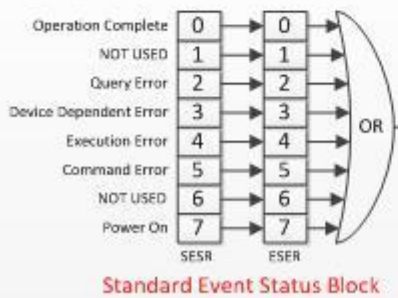 Operation Complete 0 0
NOT USED 1 1
Query Error 2 2
Device Dependent Error 3 3
Execution Error 4 4
Command Error 5 5
NOT USED 6 6
Power On 7 7
OR
SESR ESER
Standard Event Status Block